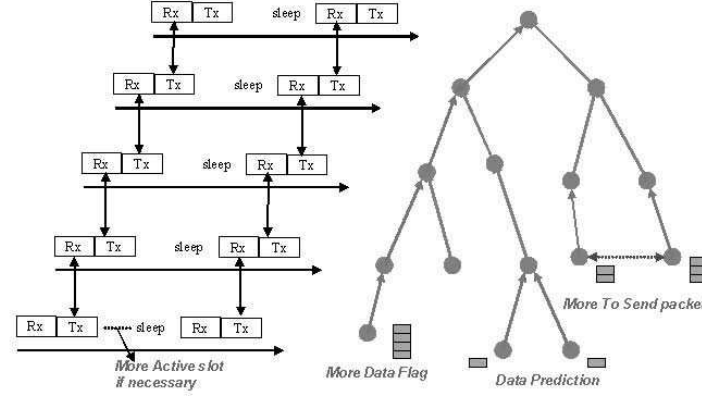 Rx Tx sleep Rx Tx
Rx Tx sleep Rx Tx
Rx Tx sleep Rx Tx
Rx Tx sleep Rx Tx
Rx Tx sleep Rx Tx
More Active slot
if necessary
More Data Flag
Data Prediction
More To Send packet